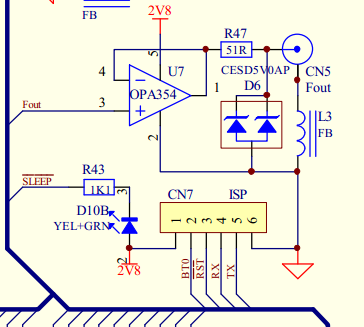 FB
2V8
R47
51R
CESD5V0AP
D6
CN5
Fout
5
4
U7
OPA354
1
Fout
3
2
L3
FB
SLEEP
R43
1K1
3
D10B
YEL+GRN
2
2V8
CN7
ISP
1
2
3
4
5
6
BT0
RST
RX
TX